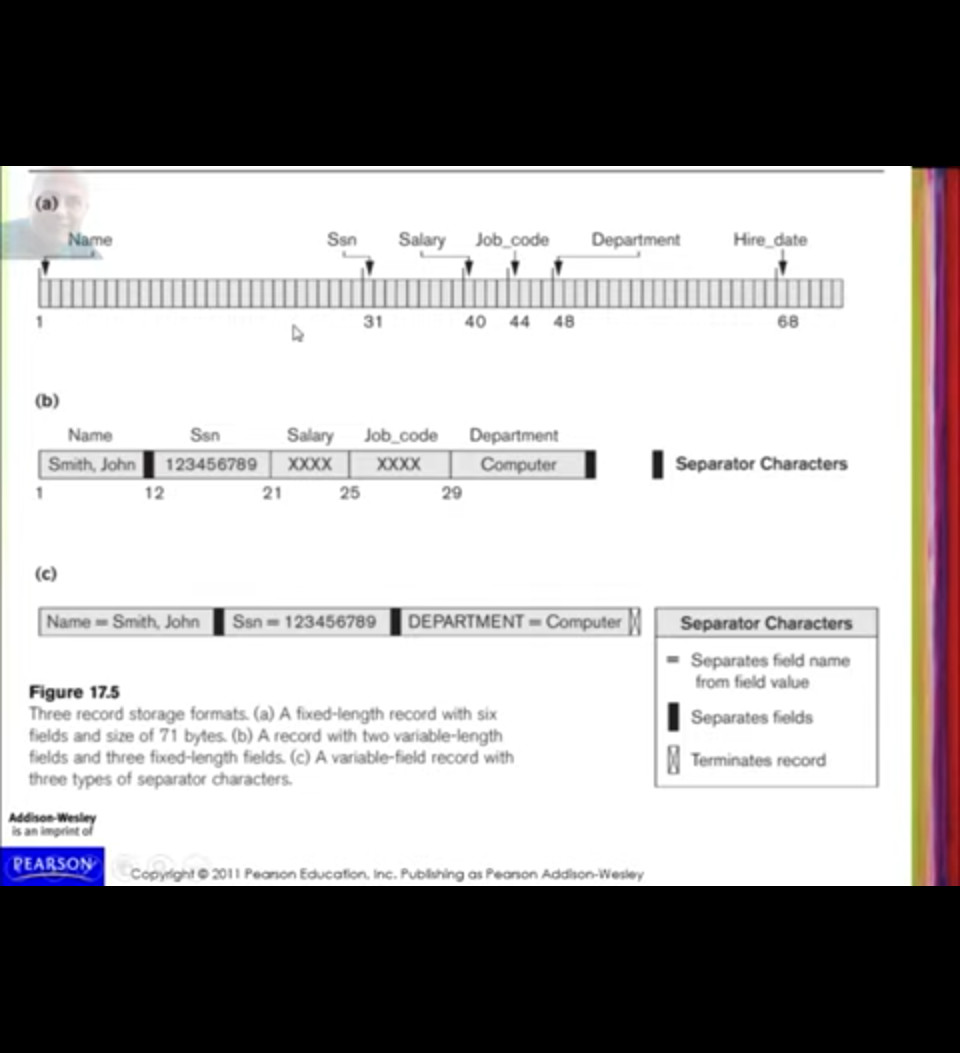 (a)
Name Ssn Salary Job_code Department Hire_date
1 31 40 44 48 68
(b)
Name Ssn Salary Job_code Department
Smith, John 123456789 XXXX XXXX Computer Separator Characters
1 12 21 25 29
(c)
Name = Smith, John Ssn = 123456789 DEPARTMENT = Computer
Separator Characters
= Separates field name
from field value
Separates fields
Terminates record
Figure 17.5
Three record storage formats. (a) A fixed-length record with six
fields and size of 71 bytes. (b) A record with two variable-length
fields and three fixed-length fields. (c) A variable-field record with
three types of separator characters.
Addison-Wesley
is an imprint of
PEARSON
Copyright © 2011 Pearson Education, Inc. Publishing as Pearson Addison-Wesley